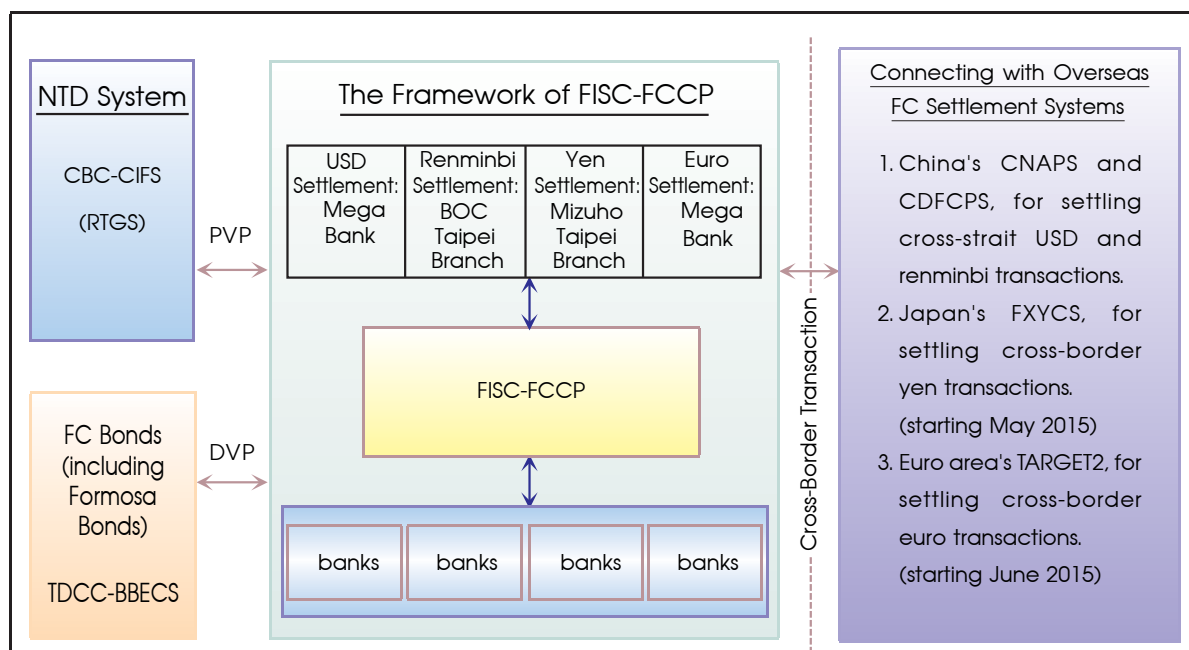 NTD System
CBC-CIFS
(RTGS)
PVP
FC Bonds
(including
Formosa
Bonds)
TDCC-BBECS
DVP
The Framework of FISC-FCCP
USD
Settlement:
Mega
Bank
Renminbi
Settlement:
BOC
Taipei
Branch
Yen
Settlement:
Mizuho
Taipei
Branch
Euro
Settlement:
Mega
Bank
FISC-FCCP
banks
banks
banks
banks
Cross-Border Transaction
Connecting with Overseas
FC Settlement Systems
1. China's CNAPS and
CDFCPS, for settling
cross-strait USD and
renminbi transactions.
2. Japan's FXYCS, for
settling cross-border
yen transactions.
(starting May 2015)
3. Euro area's TARGET2, for
settling cross-border
euro transactions.
(starting June 2015)